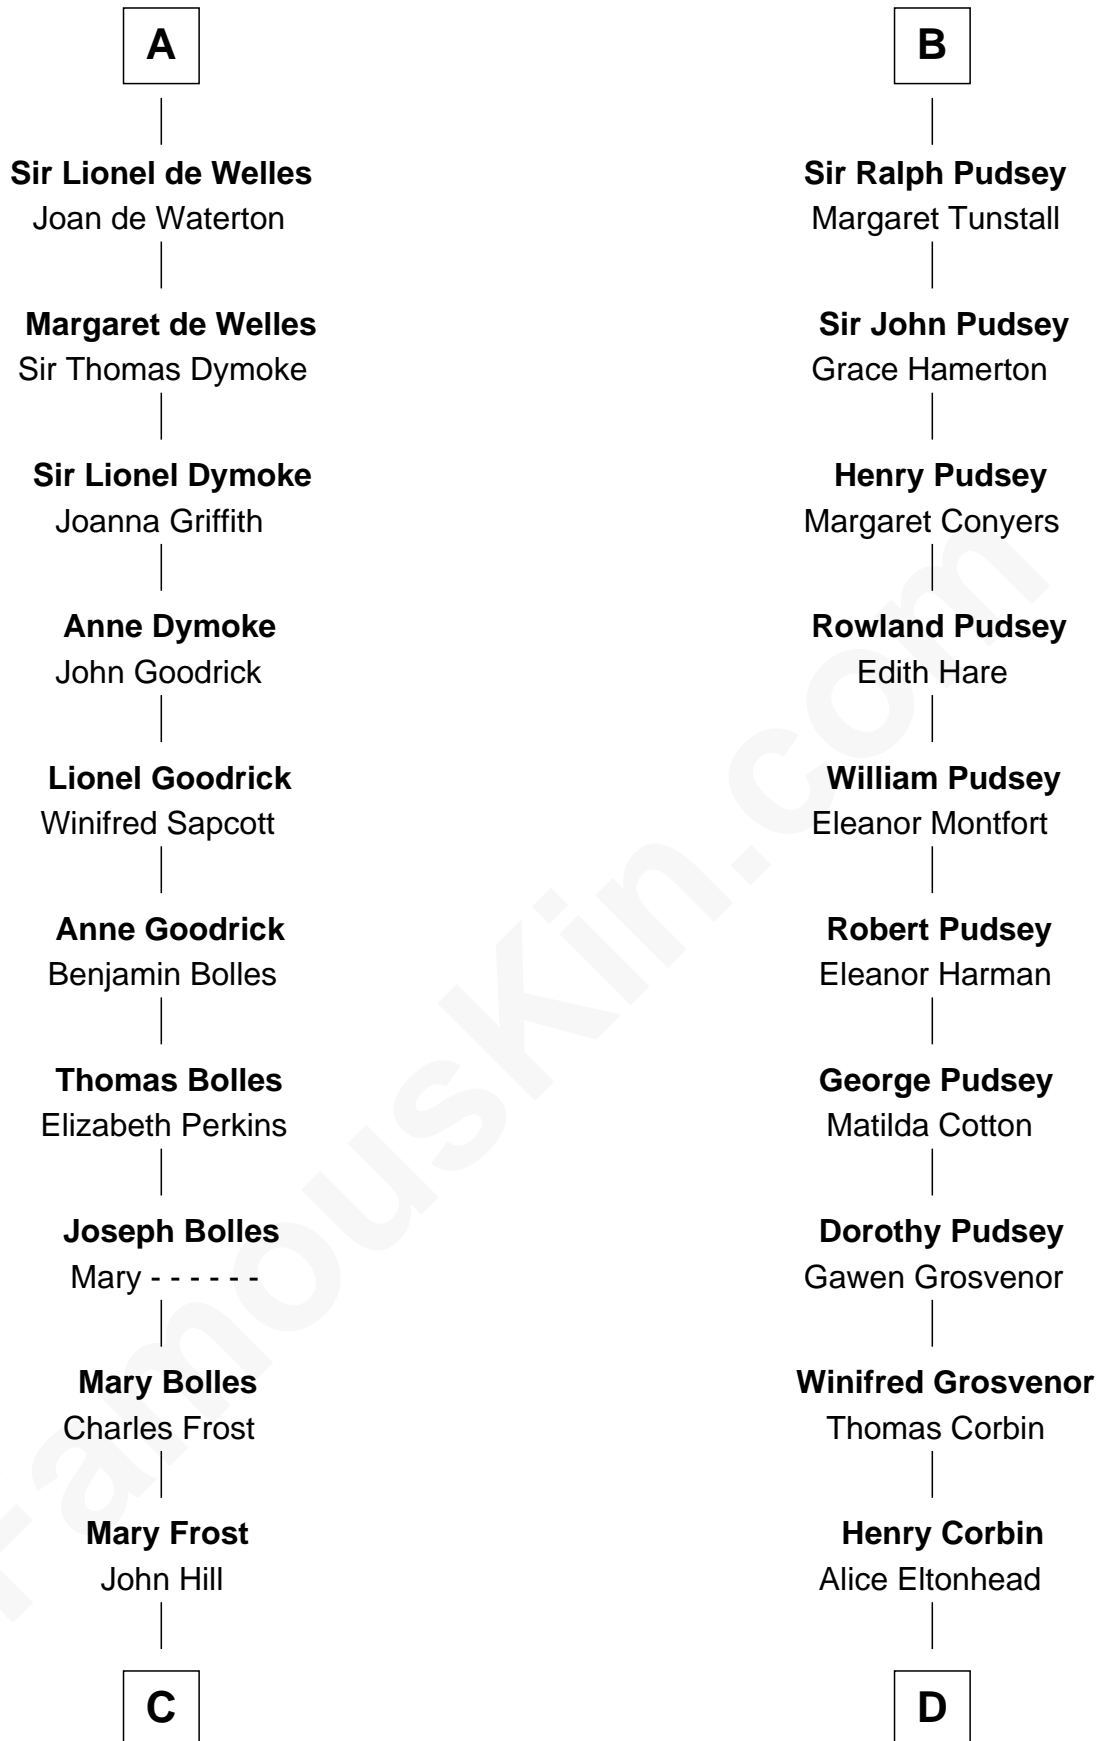 A
Sir Lionel de Welles
Joan de Waterton
Margaret de Welles
Sir Thomas Dymoke
Sir Lionel Dymoke
Joanna Griffith
Anne Dymoke
John Goodrick
Lionel Goodrick
Winifred Sapcott
Anne Goodrick
Benjamin Bolles
Thomas Bolles
Elizabeth Perkins
Joseph Bolles
Mary - - - - - -
Mary Bolles
Charles Frost
Mary Frost
John Hill
C
B
Sir Ralph Pudsey
Margaret Tunstall
Sir John Pudsey
Grace Hamerton
Henry Pudsey
Margaret Conyers
Rowland Pudsey
Edith Hare
William Pudsey
Eleanor Montfort
Robert Pudsey
Eleanor Harman
George Pudsey
Matilda Cotton
Dorothy Pudsey
Gawen Grosvenor
Winifred Grosvenor
Thomas Corbin
Henry Corbin
Alice Eltonhead
D
FamousKin.com